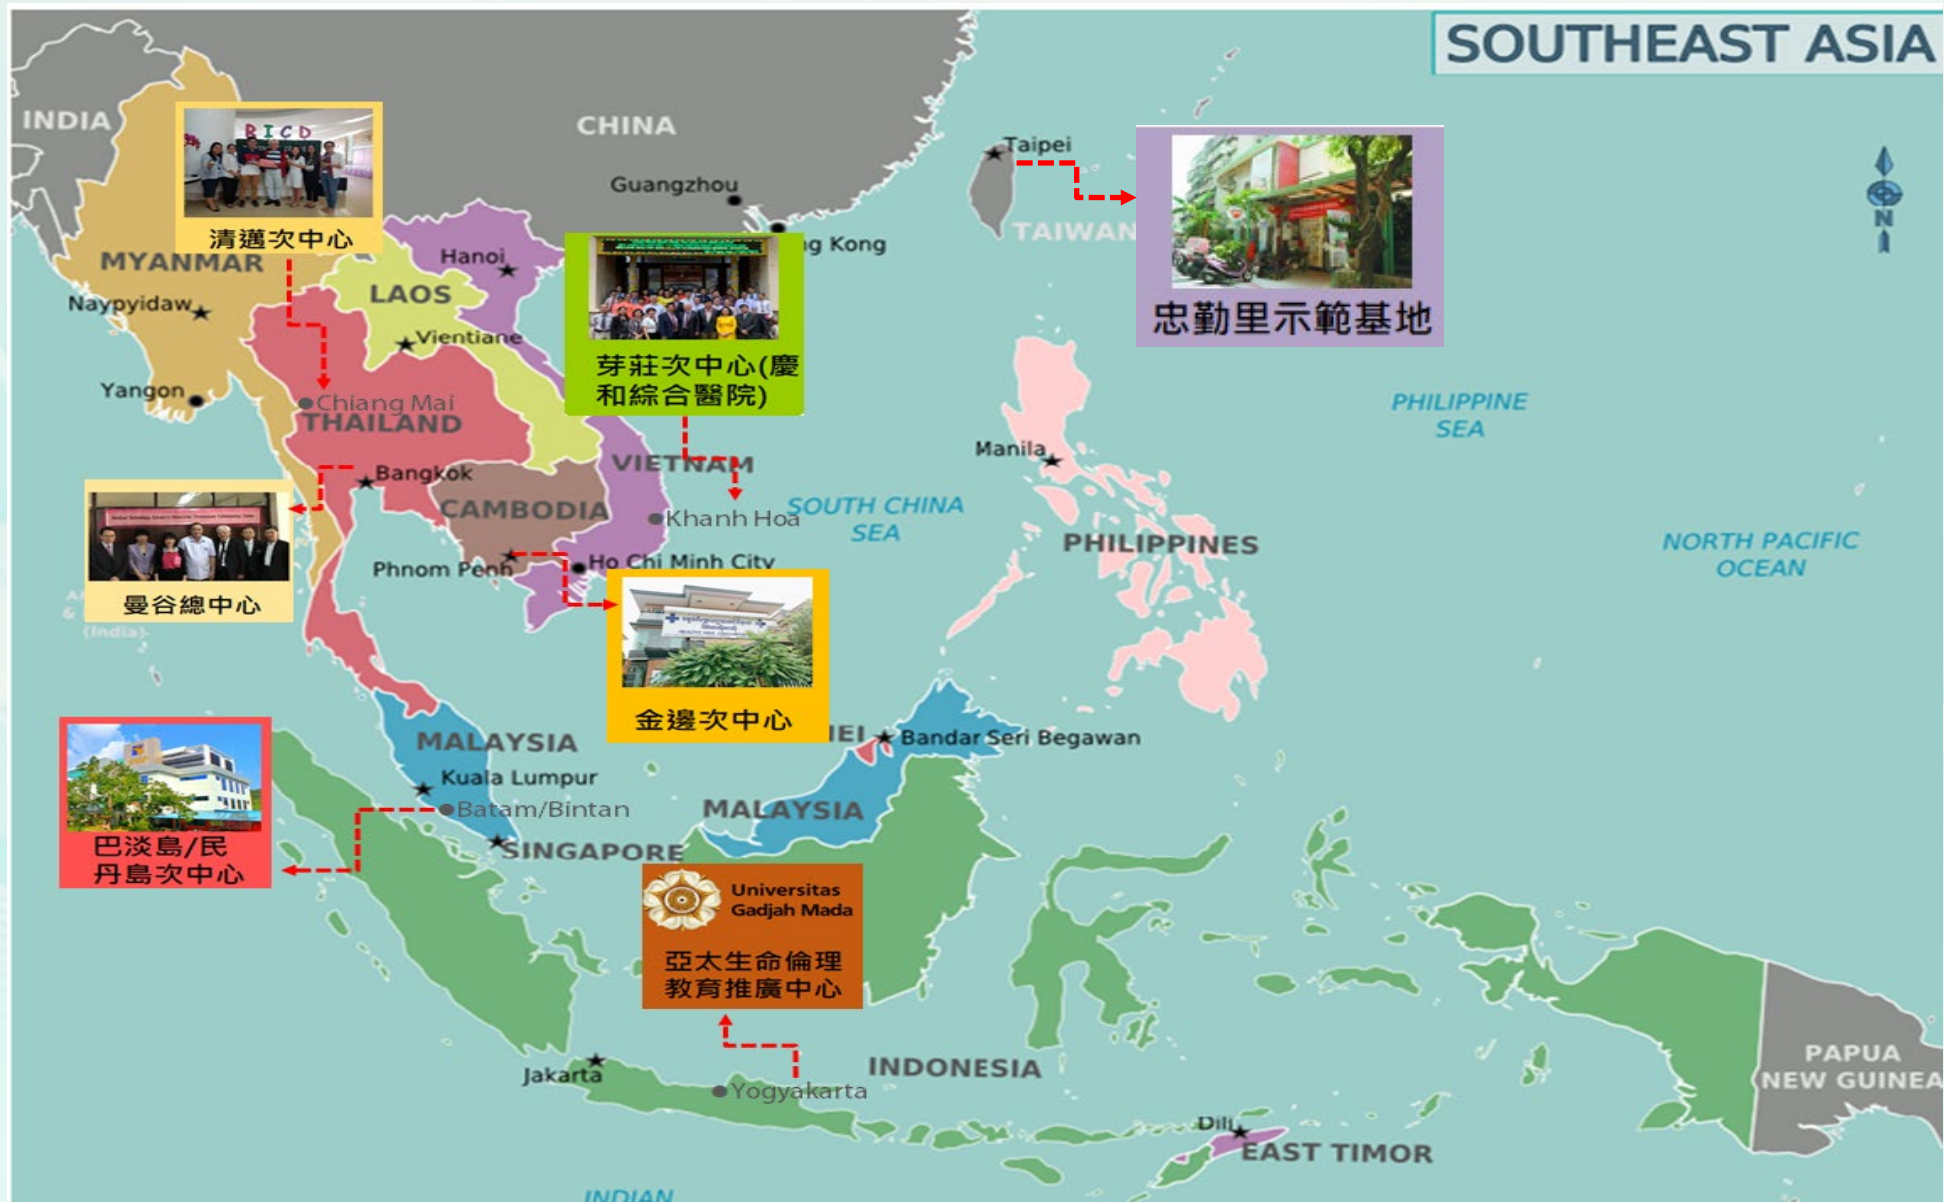 SOUTHEAST ASIA
INDIA
CHINA
Taipei
TAIWAN
Guangzhou
ng Kong
RICD
清邁次中心
MYANMAR
Hanoi
LAOS
Naypyidaw
Vientiane
Yangon
Chiang Mai
THAILAND
芽莊次中心(慶
和綜合醫院)
忠勤里示範基地
PHILIPPINE
SEA
Manila
VIETNAM
Bangkok
CAMBODIA
Khanh Hoa
SOUTH CHINA
SEA
PHILIPPINES
NORTH PACIFIC
OCEAN
Phnom Penh
Ho Chi Minh City
曼谷總中心
&
(India)
金邊次中心
MALAYSIA
Kuala Lumpur
Batam/Bintan
SINGAPORE
EI
Bandar Seri Begawan
MALAYSIA
巴淡島/民
丹島次中心
Universitas
Gadjah Mada
亞太生命倫理
教育推廣中心
Jakarta
Yogyakarta
INDONESIA
Dili
EAST TIMOR
PAPUA
NEW GUINEA
INDIAN
N